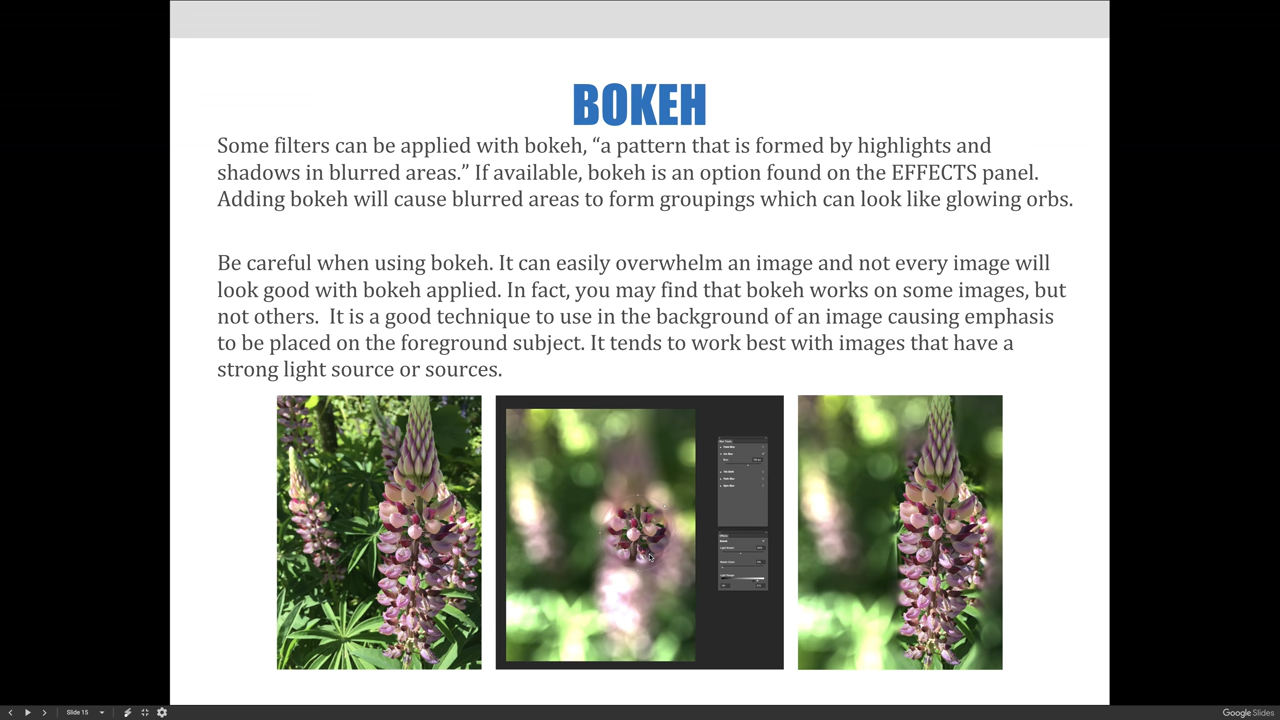 BOKEH
Some filters can be applied with bokeh, “a pattern that is formed by highlights and
shadows in blurred areas.” If available, bokeh is an option found on the EFFECTS panel.
Adding bokeh will cause blurred areas to form groupings which can look like glowing orbs.
Be careful when using bokeh. It can easily overwhelm an image and not every image will
look good with bokeh applied. In fact, you may find that bokeh works on some images, but
not others.  It is a good technique to use in the background of an image causing emphasis
to be placed on the foreground subject. It tends to work best with images that have a
strong light source or sources.
Slide 15
Google Slides